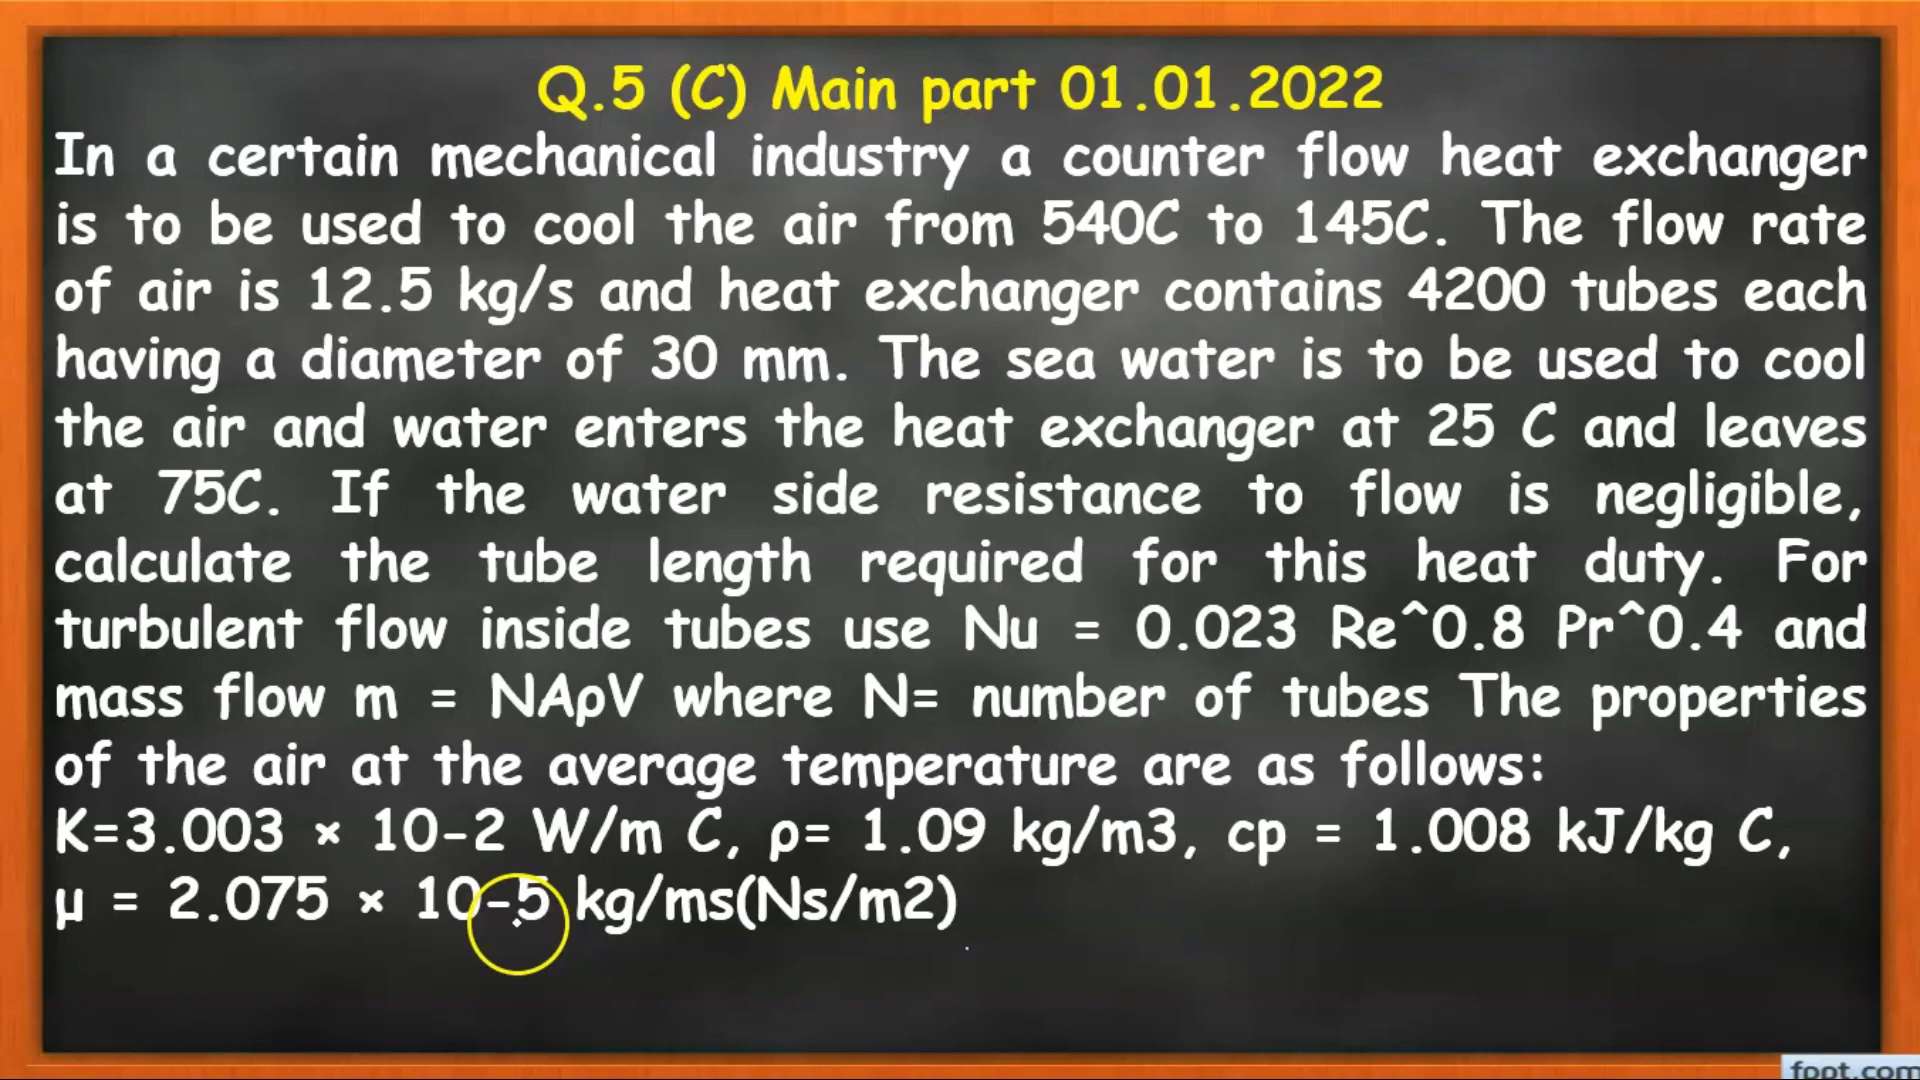 Q.5 (C) Main part 01.01.2022
In a certain mechanical industry a counter flow heat exchanger
is to be used to cool the air from 540C to 145C. The flow rate
of air is 12.5 kg/s and heat exchanger contains 4200 tubes each
having a diameter of 30 mm. The sea water is to be used to cool
the air and water enters the heat exchanger at 25 C and leaves
at 75C. If the water side resistance to flow is negligible,
calculate the tube length required for this heat duty. For
turbulent flow inside tubes use Nu = 0.023 Re^0.8 Pr^0.4 and
mass flow m = NAρV where N= number of tubes The properties
of the air at the average temperature are as follows:
K=3.003 × 10-2 W/m C, ρ= 1.09 kg/m3, cp = 1.008 kJ/kg C,
μ = 2.075 × 10-5 kg/ms(Ns/m2)